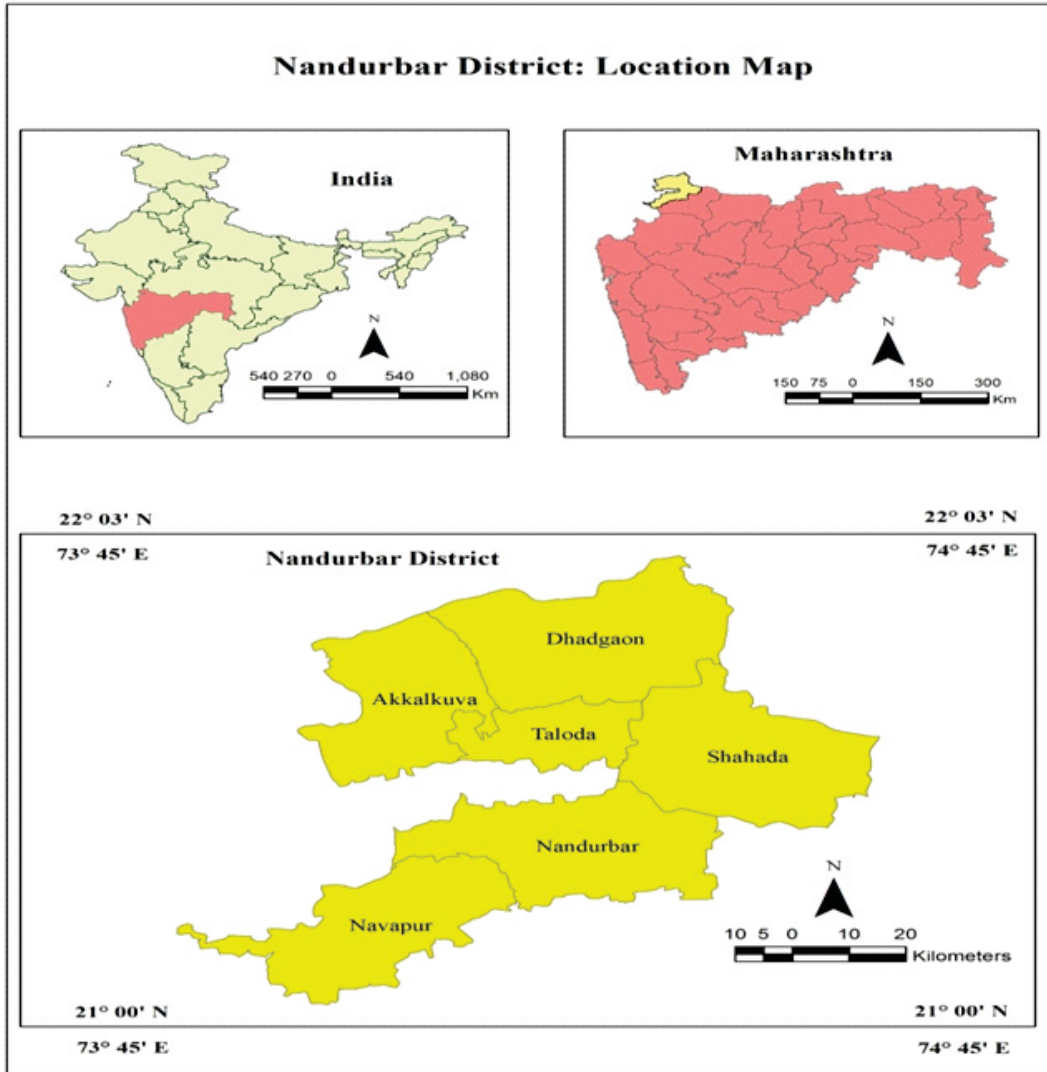 Nandurbar District: Location Map
India
N
540 270 0 540 1,080
Km
Maharashtra
N
150 75 0 150 300
Km
22° 03' N
22° 03' N
73° 45' E
74° 45' E
Nandurbar District
Dhadgaon
Akkalkuva
Taloda
Shahada
Nandurbar
Navapur
N
10 5 0 10 20
Kilometers
21° 00' N
21° 00' N
73° 45' E
74° 45' E